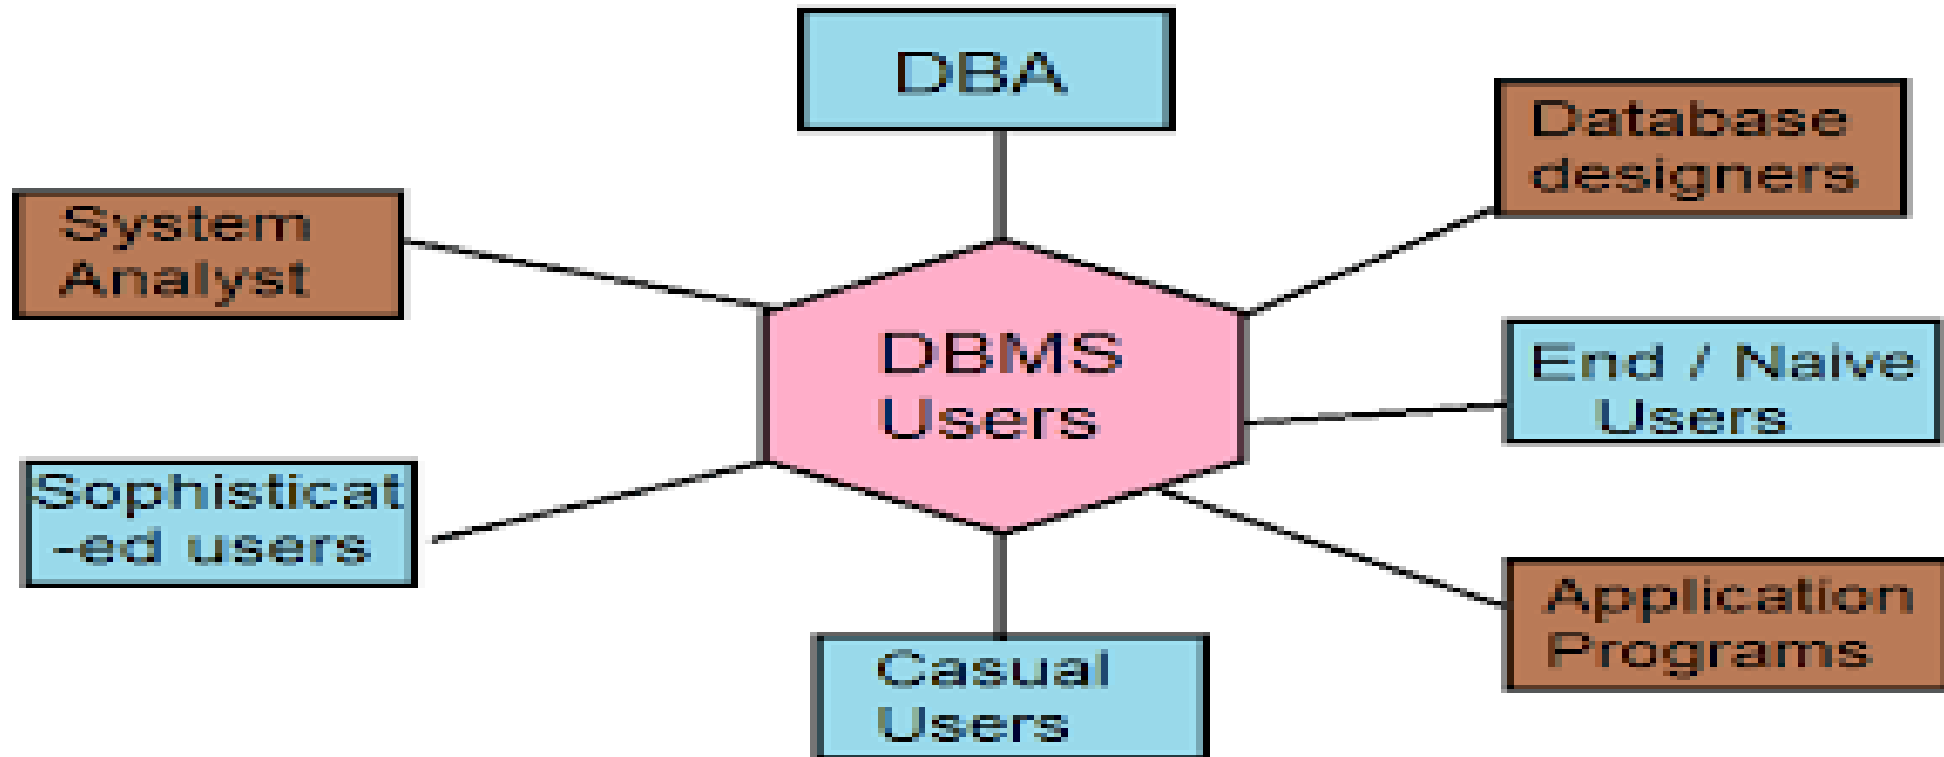 DBA
Database
designers
System
Analyst
DBMS
Users
End / Naive
Users
Sophisticat
-ed users
Application
Programs
Casual
Users